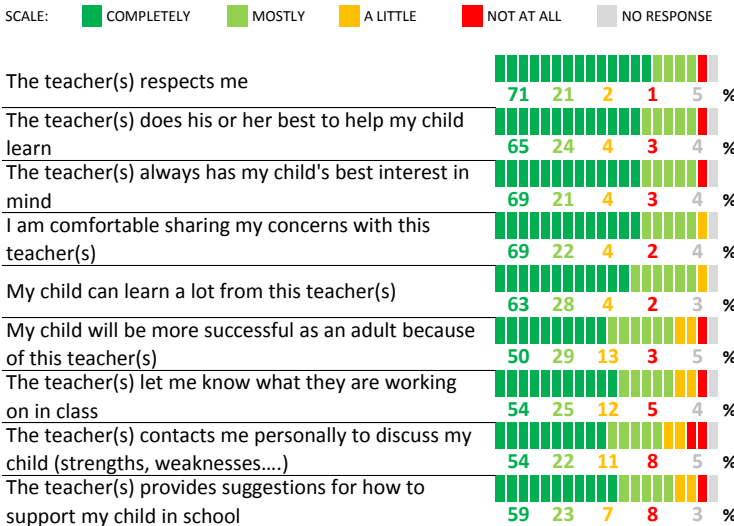 SCALE: COMPLETELY MOSTLY A LITTLE NOT AT ALL NO RESPONSE
The teacher(s) respects me
71 21 2 1 5 %
The teacher(s) does his or her best to help my child
learn
65 24 4 3 4 %
The teacher(s) always has my child's best interest in
mind
69 21 4 3 4 %
I am comfortable sharing my concerns with this
teacher(s)
69 22 4 2 4 %
My child can learn a lot from this teacher(s)
63 28 4 2 3 %
My child will be more successful as an adult because
of this teacher(s)
50 29 13 3 5 %
The teacher(s) let me know what they are working
on in class
54 25 12 5 4 %
The teacher(s) contacts me personally to discuss my
child (strengths, weaknesses....)
54 22 11 8 5 %
The teacher(s) provides suggestions for how to
support my child in school
59 23 7 8 3 %